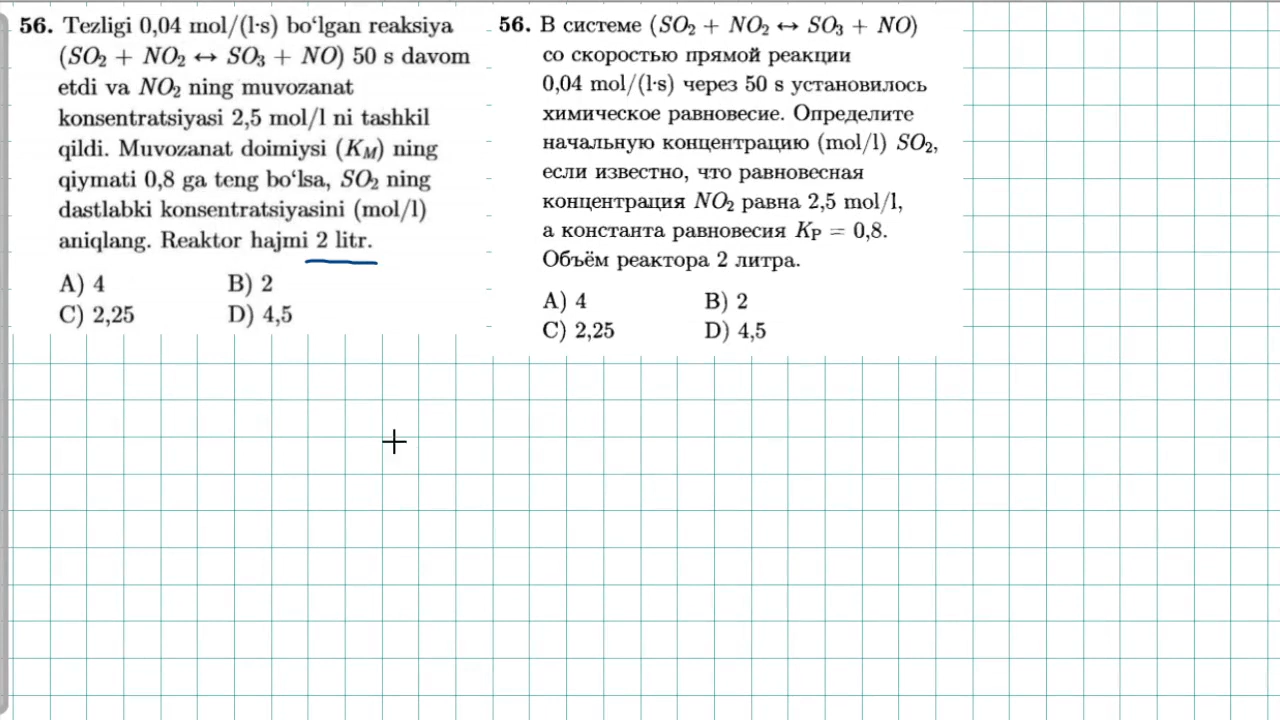 56. Tezligi 0,04 mol/(l·s) bo‘lgan reaksiya
(SO₂ + NO₂ ↔ SO₃ + NO) 50 s davom
etdi va NO₂ ning muvozanat
konsentratsiyasi 2,5 mol/l ni tashkil
qildi. Muvozanat doimiysi (K_M) ning
qiymati 0,8 ga teng bo‘lsa, SO₂ ning
dastlabki konsentratsiyasini (mol/l)
aniqlang. Reaktor hajmi 2 litr.
A) 4 B) 2
C) 2,25 D) 4,5
56. В системе (SO₂ + NO₂ ↔ SO₃ + NO)
со скоростью прямой реакции
0,04 mol/(l·s) через 50 s установилось
химическое равновесие. Определите
начальную концентрацию (mol/l) SO₂,
если известно, что равновесная
концентрация NO₂ равна 2,5 mol/l,
а константа равновесия K_P = 0,8.
Объём реактора 2 литра.
A) 4 B) 2
C) 2,25 D) 4,5